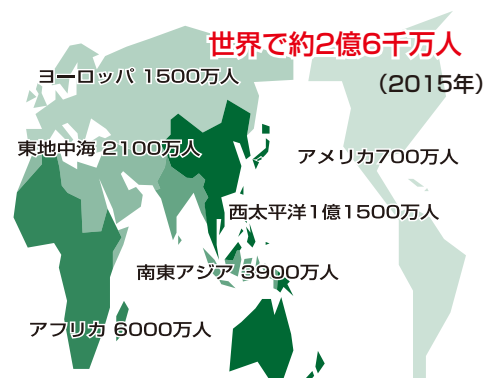 世界で約2億6千万人
（2015年）
ヨーロッパ 1500万人
東地中海 2100万人
アメリカ700万人
西太平洋1億1500万人
南東アジア 3900万人
アフリカ 6000万人